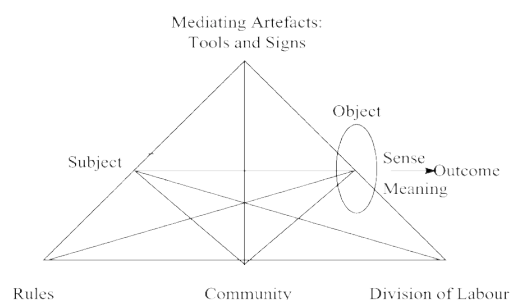 Mediating Artefacts:
Tools and Signs
Object
Subject
Sense
Outcome
Meaning
Rules
Community
Division of Labour